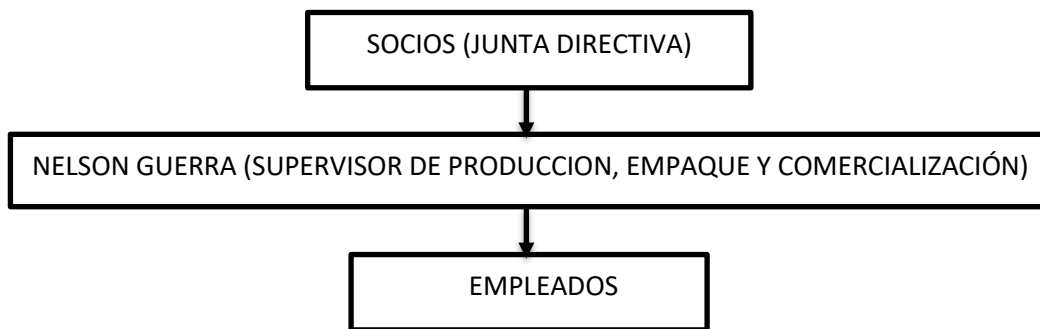 SOCIOS (JUNTA DIRECTIVA)
NELSON GUERRA (SUPERVISOR DE PRODUCCION, EMPAQUE Y COMERCIALIZACIÓN)
EMPLEADOS